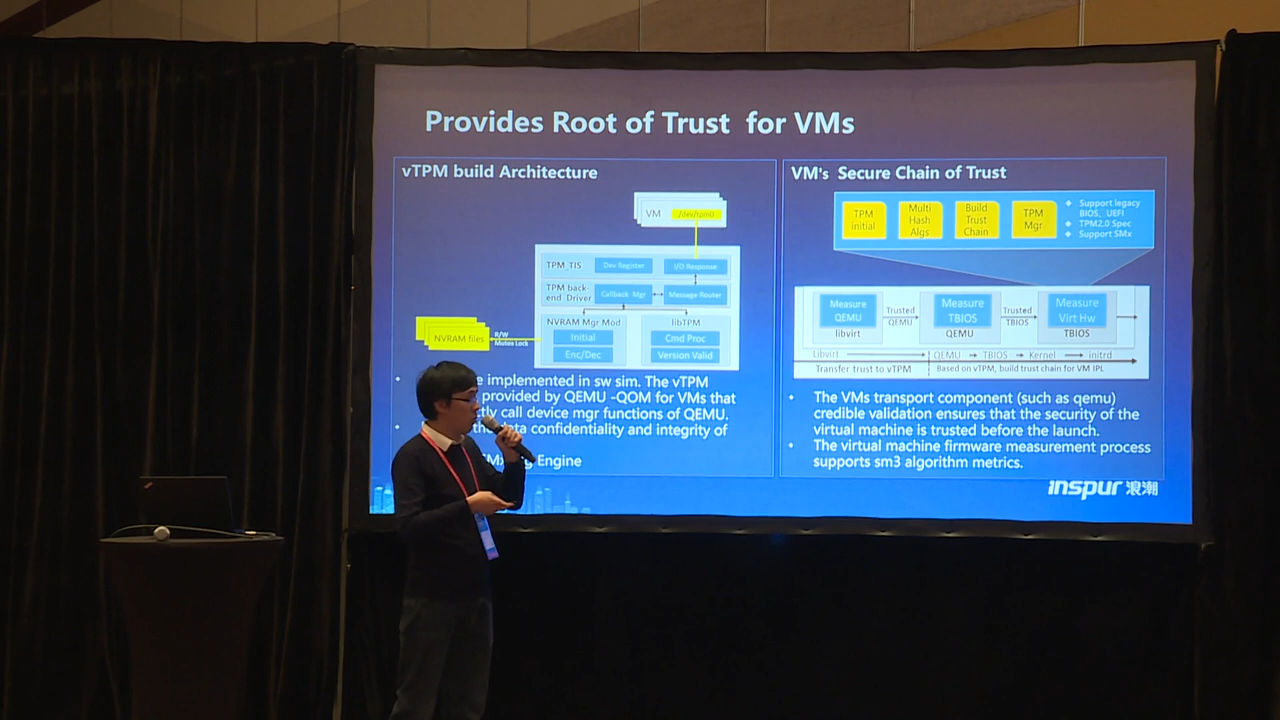 Provides Root of Trust for VMs
vTPM build Architecture
VM
/dev/tpm0
TPM_TIS
Dev Register
I/O Response
TPM back-
end Driver
Callback Mgr
Message Router
NVRAM Mgr Mod
libTPM
Initial
Cmd Proc
Enc/Dec
Version Valid
NVRAM files
R/W
Mutex Lock
implemented in sw sim. The vTPM
provided by QEMU -QOM for VMs that
call device mgr functions of QEMU.
data confidentiality and integrity of
Engine
VM's Secure Chain of Trust
TPM
initial
Multi
Hash
Algs
Build
Trust
Chain
TPM
Mgr
❖ Support legacy
BIOS、UEFI
❖ TPM2.0 Spec
❖ Support SMx
Measure
QEMU
libvirt
Trusted
QEMU
Measure
TBIOS
QEMU
Trusted
TBIOS
Measure
Virt Hw
TBIOS
Libvirt
QEMU → TBIOS → Kernel → initrd
Transfer trust to vTPM
Based on vTPM, build trust chain for VM IPL
• The VMs transport component (such as qemu)
credible validation ensures that the security of the
virtual machine is trusted before the launch.
• The virtual machine firmware measurement process
supports sm3 algorithm metrics.
inspur 浪潮